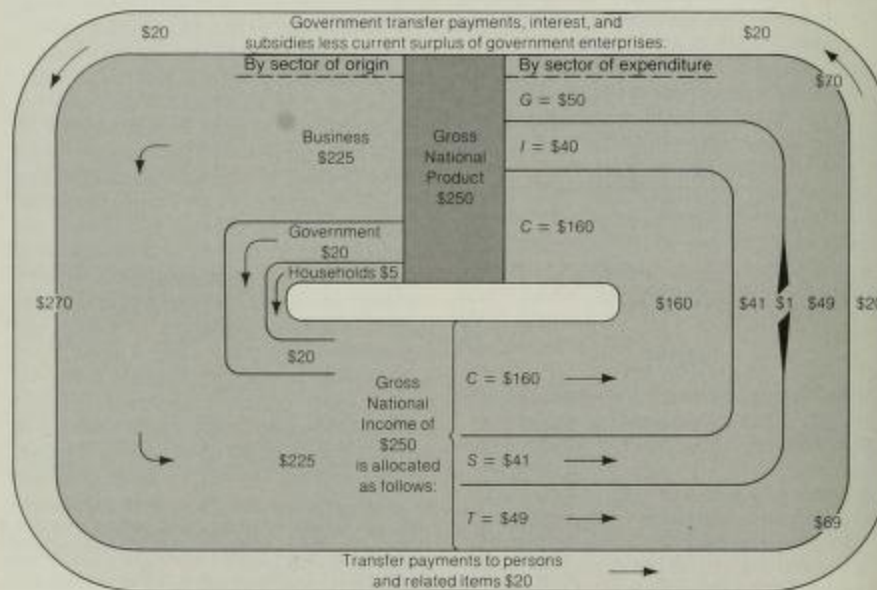 Government transfer payments, interest, and
subsidies less current surplus of government enterprises.
$20
$20
$70
By sector of origin
By sector of expenditure
G = $50
Business
$225
Gross
National
Product
$250
I = $40
C = $160
Government
$20
Households $5
$270
$160
$41
$1
$49
$20
C = $160
Gross
National
Income of
$250
is allocated
as follows:
$225
S = $41
T = $49
$69
Transfer payments to persons
and related items $20